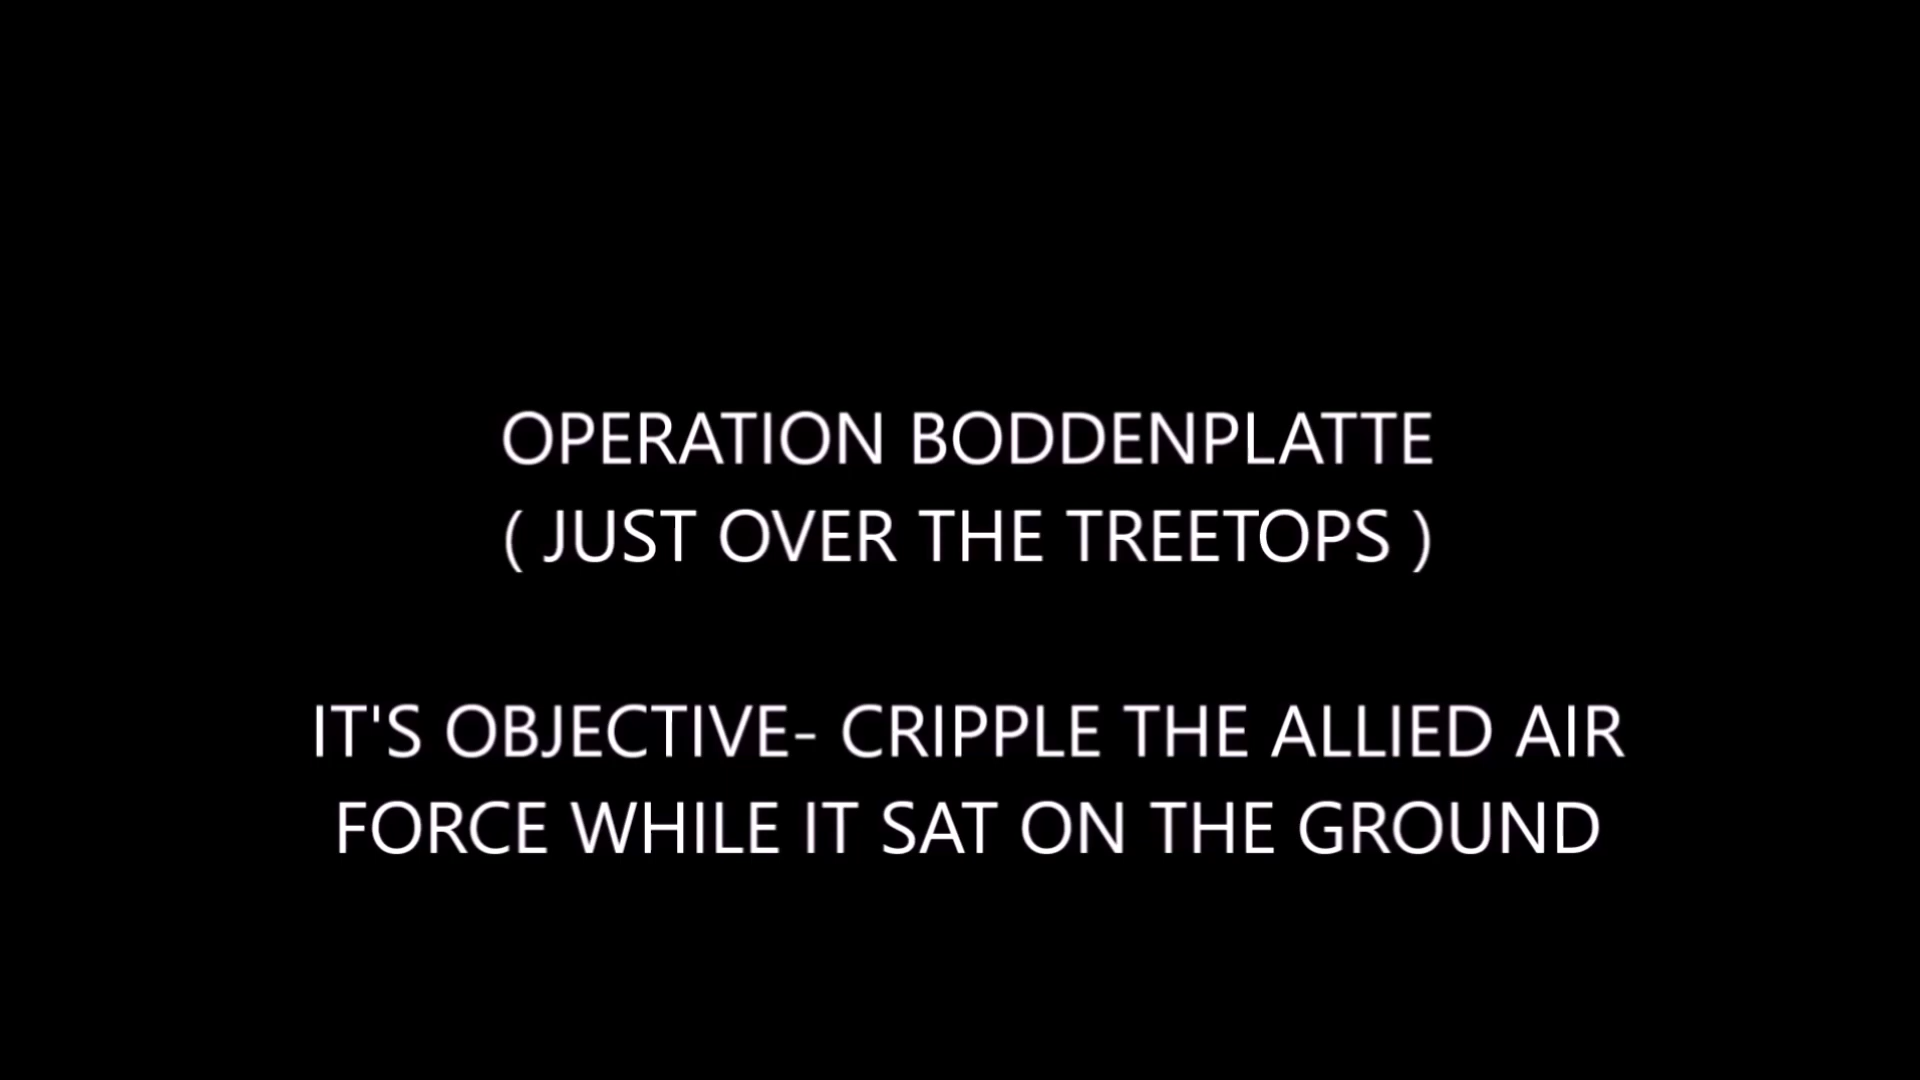 OPERATION BODDENPLATTE
( JUST OVER THE TREETOPS )
IT'S OBJECTIVE- CRIPPLE THE ALLIED AIR
FORCE WHILE IT SAT ON THE GROUND